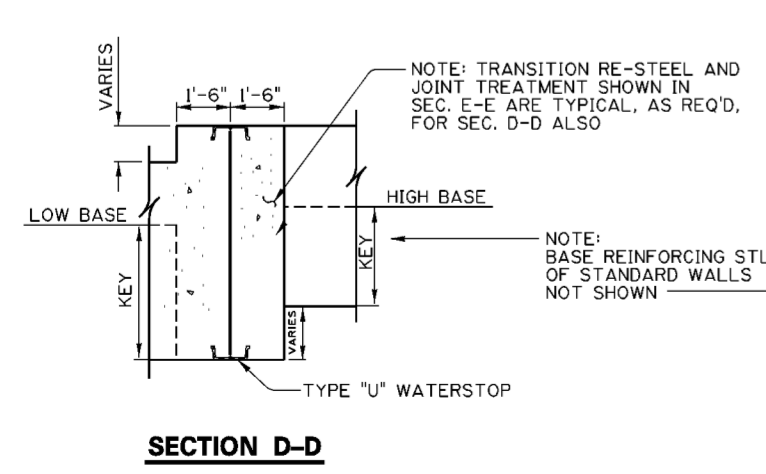 VARIES
1'-6" 1'-6"
NOTE: TRANSITION RE-STEEL AND
JOINT TREATMENT SHOWN IN
SEC. E-E ARE TYPICAL, AS REQ'D,
FOR SEC. D-D ALSO
LOW BASE
HIGH BASE
KEY
KEY
NOTE:
BASE REINFORCING STL
OF STANDARD WALLS
NOT SHOWN
VARIES
TYPE "U" WATERSTOP
SECTION D-D